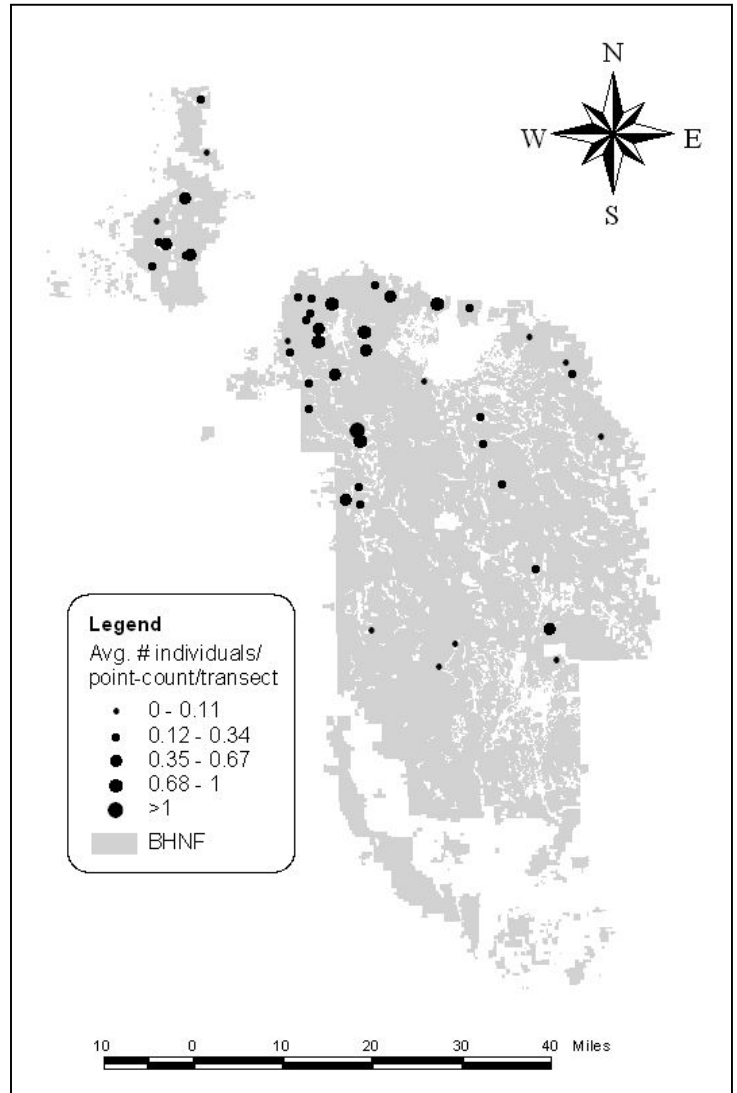 N
W E
S
Legend
Avg. # individuals/
point-count/transect
0 - 0.11
0.12 - 0.34
0.35 - 0.67
0.68 - 1
>1
BHNF
10 0 10 20 30 40 Miles